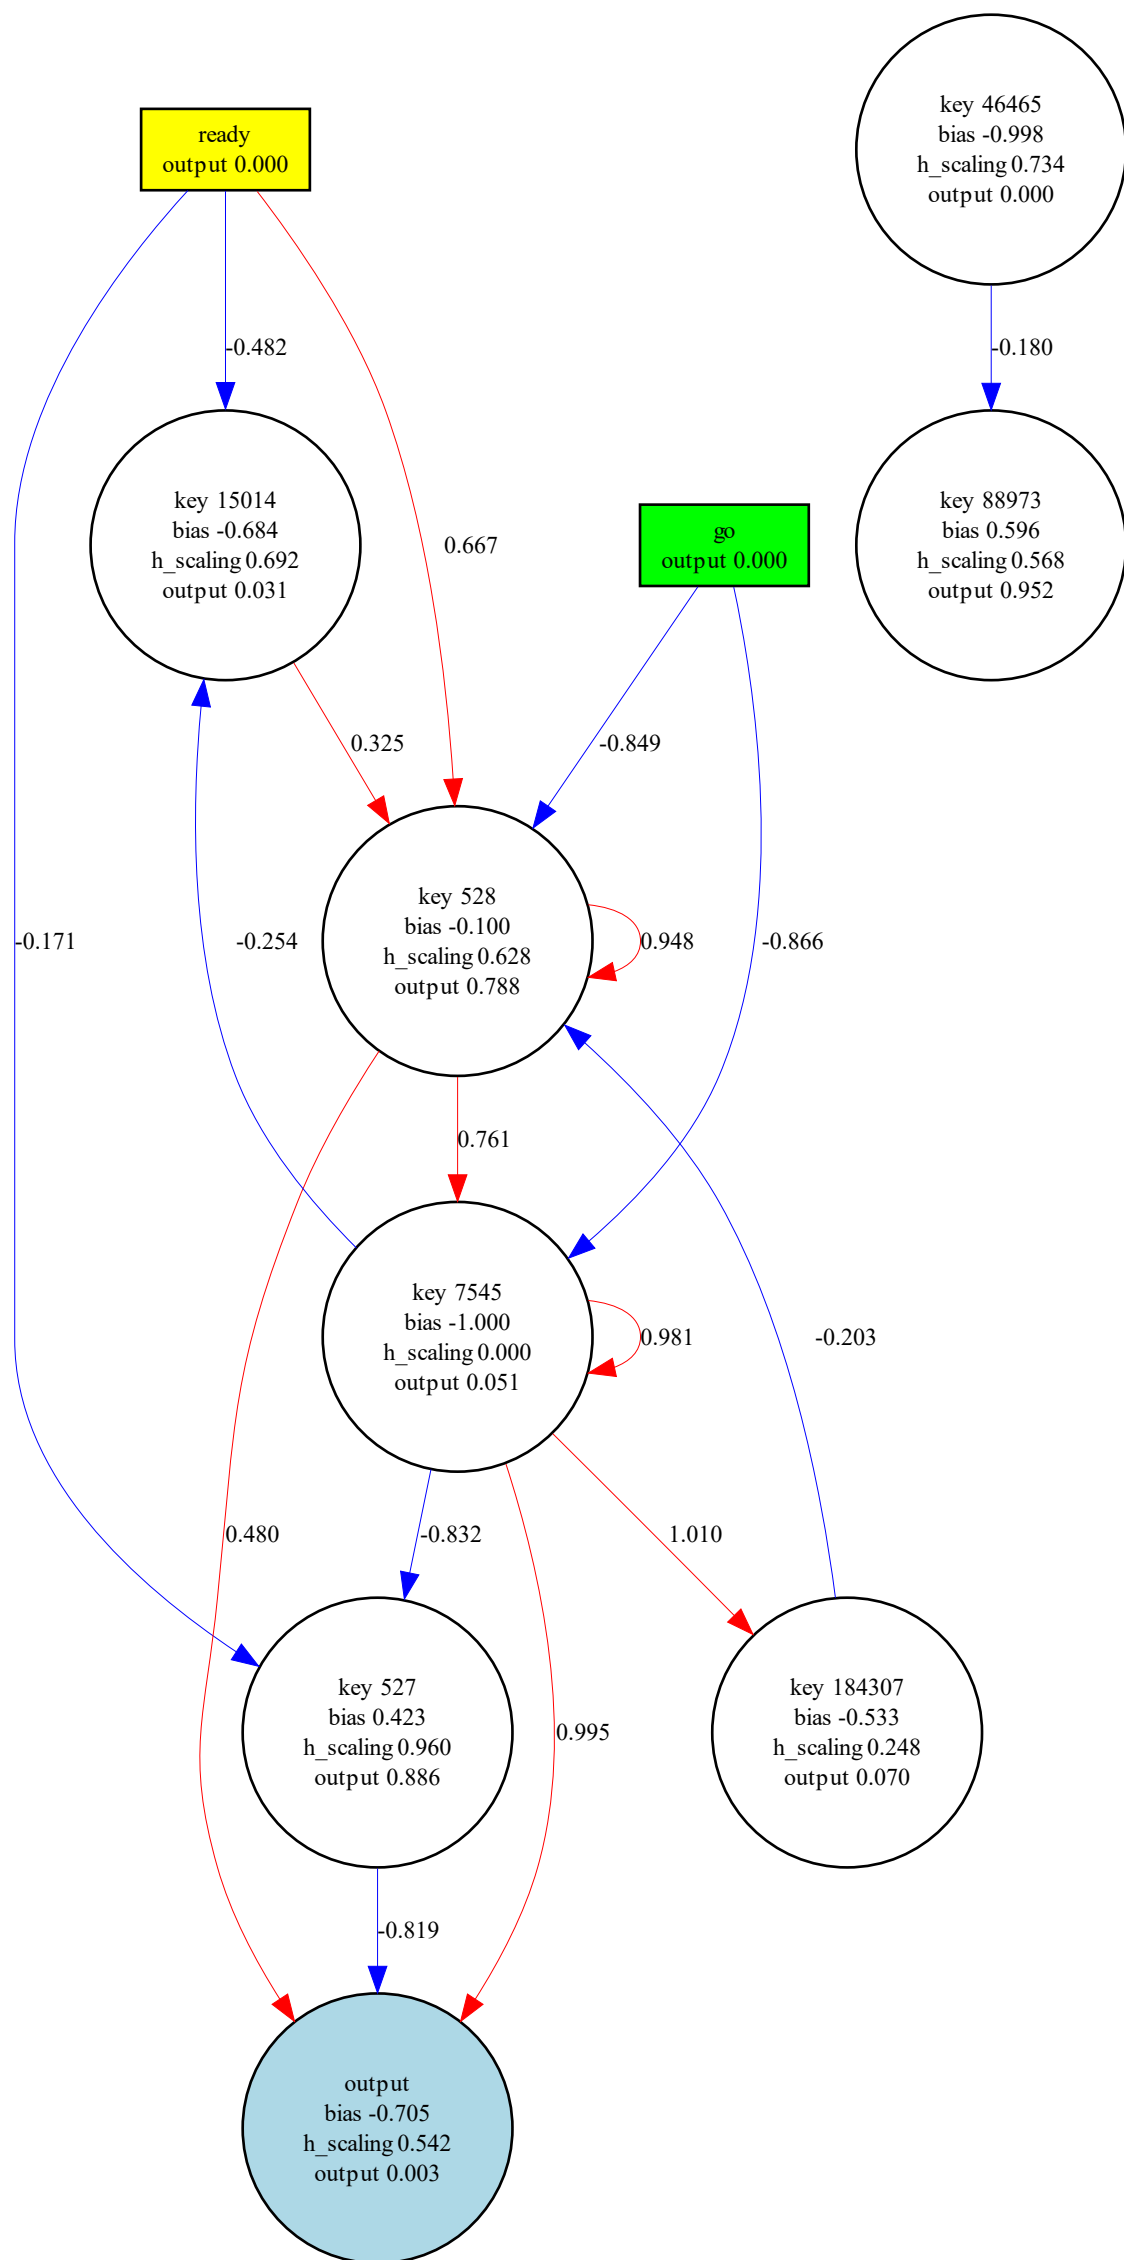 key 46465
bias -0.998
h_scaling 0.734
output 0.000
ready
output 0.000
-0.482
-0.180
key 15014
bias -0.684
h_scaling 0.692
output 0.031
0.667
go
output 0.000
key 88973
bias 0.596
h_scaling 0.568
output 0.952
0.325
-0.849
key 528
bias -0.100
h_scaling 0.628
output 0.788
-0.171
-0.254
0.948
-0.866
0.761
key 7545
bias -1.000
h_scaling 0.000
output 0.051
0.981
-0.203
0.480
-0.832
1.010
key 527
bias 0.423
h_scaling 0.960
output 0.886
0.995
key 184307
bias -0.533
h_scaling 0.248
output 0.070
-0.819
output
bias -0.705
h_scaling 0.542
output 0.003